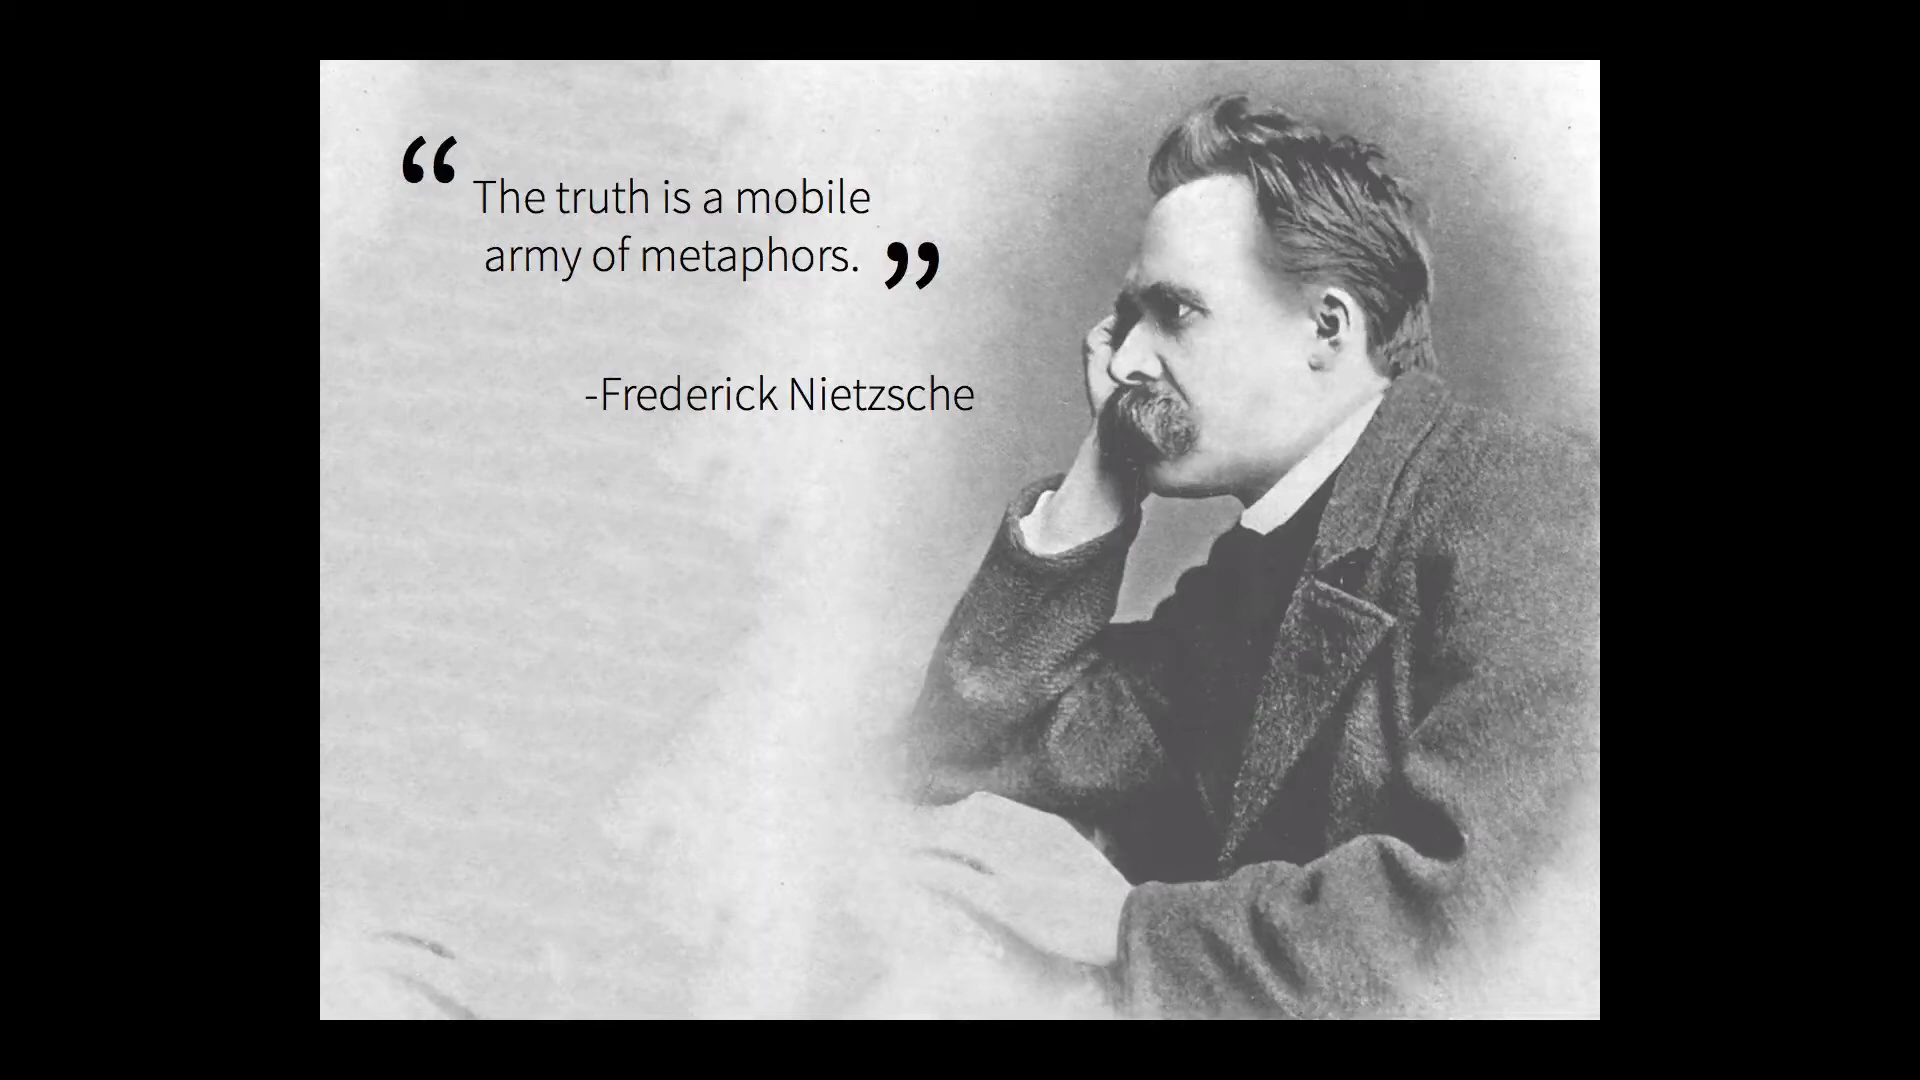 “The truth is a mobile
army of metaphors.”
-Frederick Nietzsche